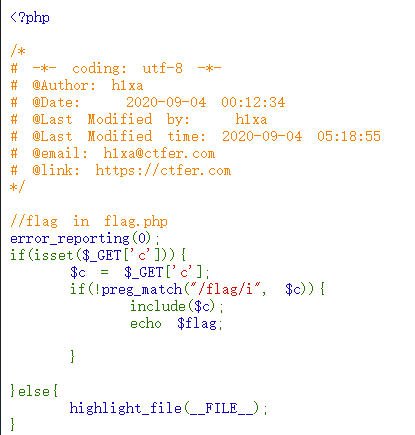 <?php
/*
# -*- coding: utf-8 -*-
# @Author: h1xa
# @Date:   2020-09-04 00:12:34
# @Last Modified by:   h1xa
# @Last Modified time: 2020-09-04 05:18:55
# @email: h1xa@ctfer.com
# @link: https://ctfer.com
*/
//flag in flag.php
error_reporting(0);
if(isset($_GET['c'])){
    $c = $_GET['c'];
    if(!preg_match("/flag/i", $c)){
        include($c);
        echo $flag;
    }
}else{
    highlight_file(__FILE__);
}